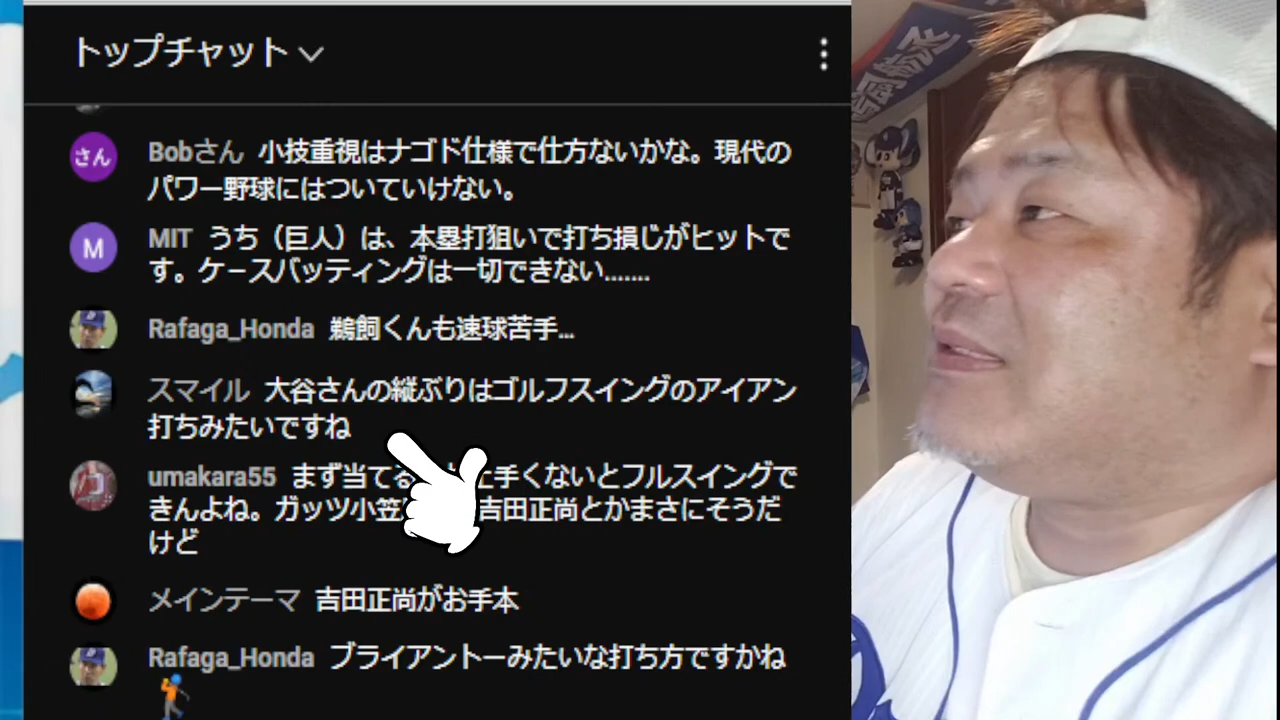 トップチャット
さん
Bobさん 小技重視はナゴド仕様で仕方ないかな。現代の
パワー野球にはついていけない。
M
MIT うち（巨人）は、本塁打狙いで打ち損じがヒットで
す。ケースバッティングは一切できない.......
Rafaga_Honda 鵜飼くんも速球苦手...
スマイル 大谷さんの縦ぶりはゴルフスイングのアイアン
打ちみたいですね
umakara55 まず当てる 手くないとフルスイングで
きんよね。ガッツ小笠 吉田正尚とかまさにそうだ
けど
メインテーマ 吉田正尚がお手本
Rafaga_Honda ブライアントーみたいな打ち方ですかね